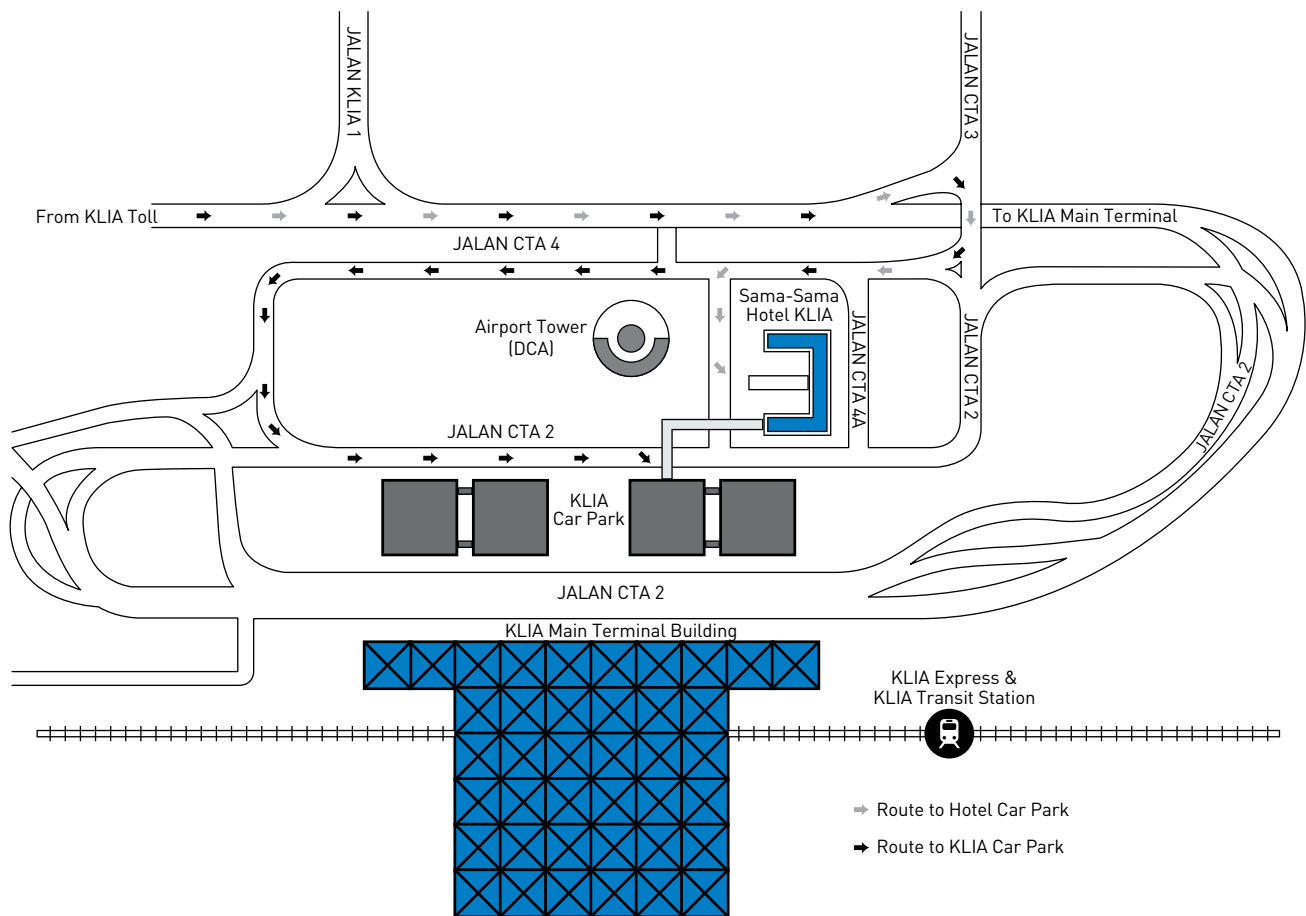 JALAN KLIA 1
JALAN CTA 3
From KLIA Toll
To KLIA Main Terminal
JALAN CTA 4
Sama-Sama
Hotel KLIA
Airport Tower
(DCA)
JALAN CTA 4A
JALAN CTA 2
JALAN CTA 2
JALAN CTA 2
KLIA
Car Park
JALAN CTA 2
KLIA Main Terminal Building
KLIA Express &
KLIA Transit Station
Route to Hotel Car Park
Route to KLIA Car Park